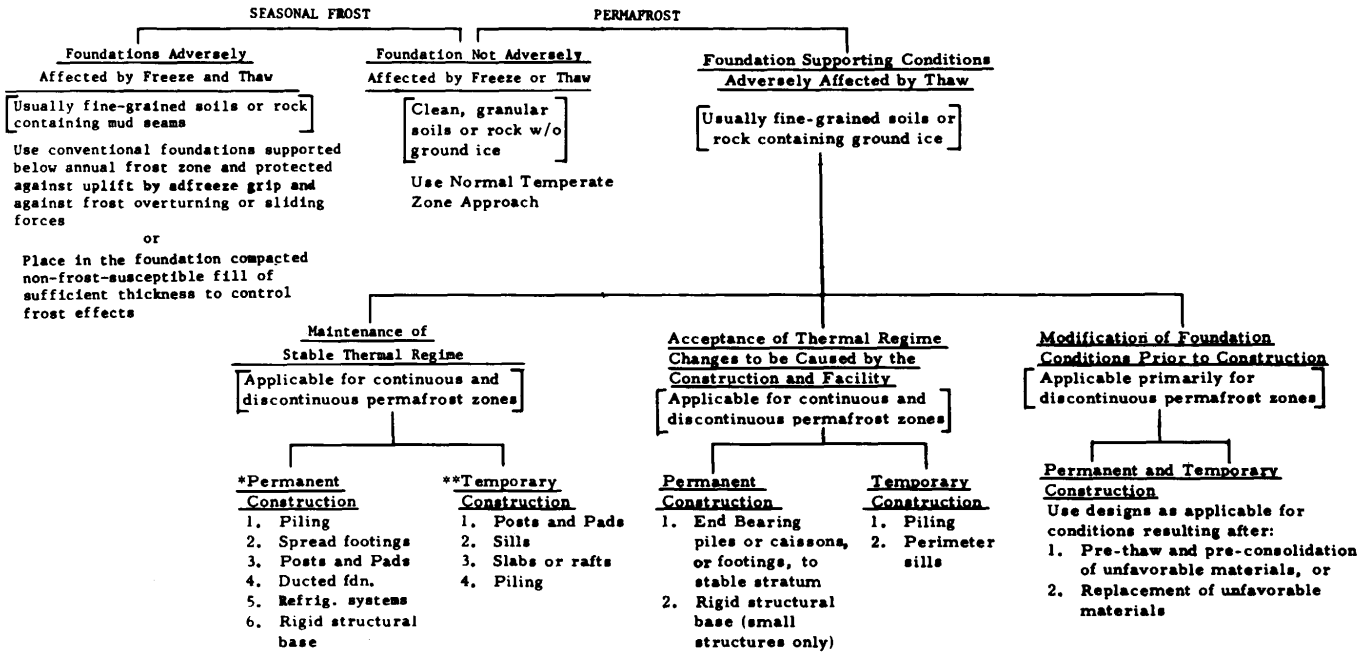 SEASONAL FROST
PERMAFROST
Foundations Adversely
Affected by Freeze and Thaw
[Usually fine-grained soils or rock
containing mud seams]
Use conventional foundations supported
below annual frost zone and protected
against uplift by adfreeze grip and
against frost overturning or sliding
forces
or
Place in the foundation compacted
non-frost-susceptible fill of
sufficient thickness to control
frost effects
Foundation Not Adversely
Affected by Freeze or Thaw
[Clean, granular
soils or rock w/o
ground ice]
Use Normal Temperate
Zone Approach
Foundation Supporting Conditions
Adversely Affected by Thaw
[Usually fine-grained soils or
rock containing ground ice]
Maintenance of
Stable Thermal Regime
[Applicable for continuous and
discontinuous permafrost zones]
*Permanent
Construction
1. Piling
2. Spread footings
3. Posts and Pads
4. Ducted fdn.
5. Refrig. systems
6. Rigid structural
base
**Temporary
Construction
1. Posts and Pads
2. Sills
3. Slabs or rafts
4. Piling
Acceptance of Thermal Regime
Changes to be Caused by the
Construction and Facility
[Applicable for continuous and
discontinuous permafrost zones]
Permanent
Construction
1. End Bearing
piles or caissons,
or footings, to
stable stratum
2. Rigid structural
base (small
structures only)
Temporary
Construction
1. Piling
2. Perimeter
sills
Modification of Foundation
Conditions Prior to Construction
[Applicable primarily for
discontinuous permafrost zones]
Permanent and Temporary
Construction
Use designs as applicable for
conditions resulting after:
1. Pre-thaw and pre-consolidation
of unfavorable materials, or
2. Replacement of unfavorable
materials